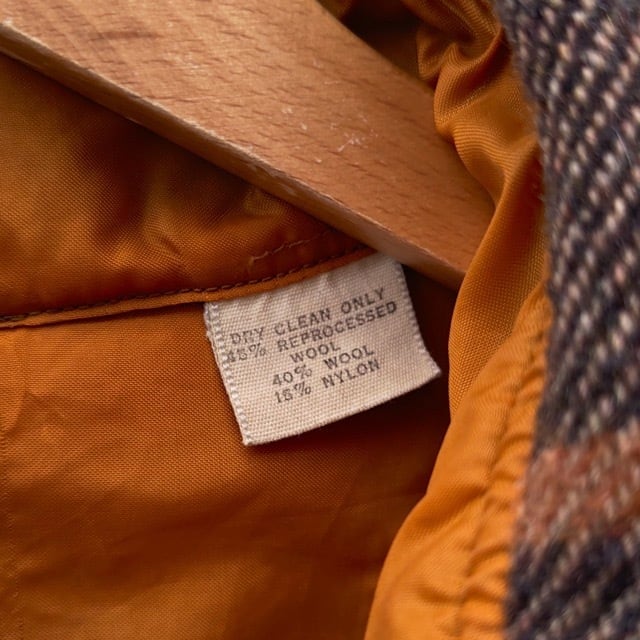 DRY CLEAN ONLY
45% REPROCESSED
WOOL
40% WOOL
15% NYLON